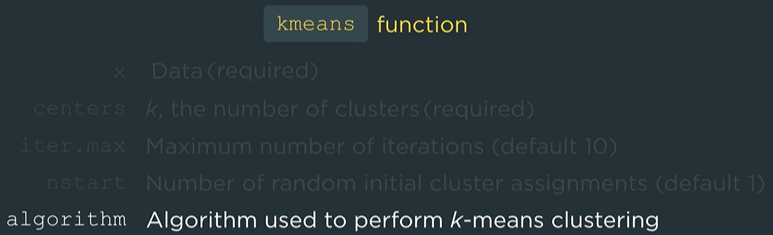 kmeans function
x Data (required)
centers k, the number of clusters (required)
iter.max Maximum number of iterations (default 10)
nstart Number of random initial cluster assignments (default 1)
algorithm Algorithm used to perform k-means clustering